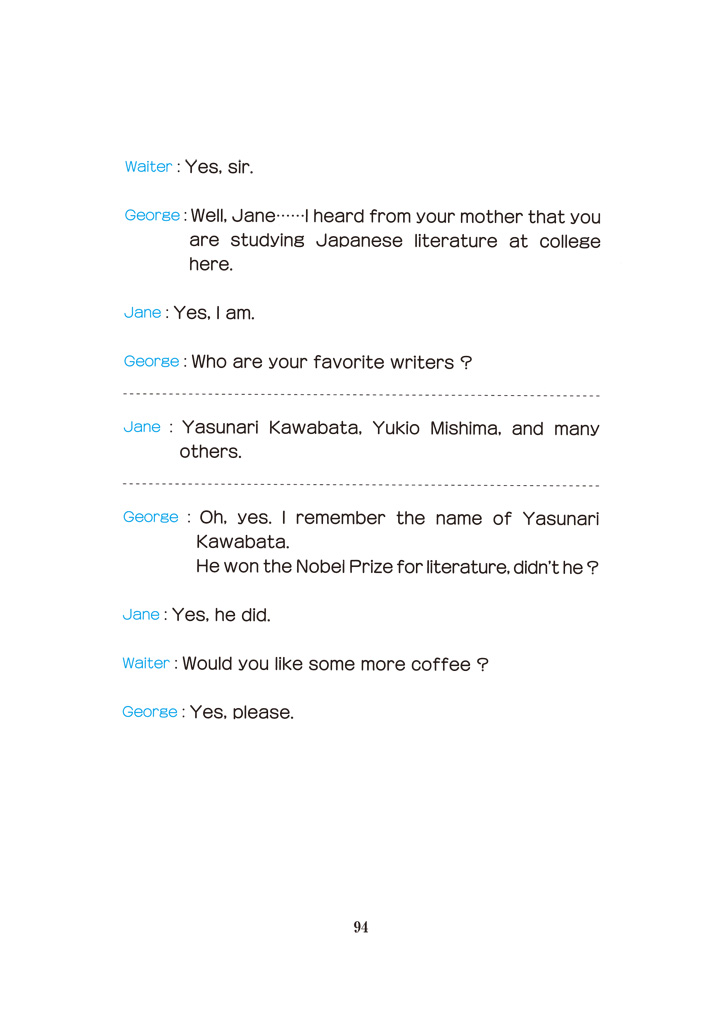 Waiter : Yes, sir.
George : Well, Jane……I heard from your mother that you
are studying Japanese literature at college
here.
Jane : Yes, I am.
George : Who are your favorite writers ?
Jane : Yasunari Kawabata, Yukio Mishima, and many
others.
George : Oh, yes. I remember the name of Yasunari
Kawabata.
He won the Nobel Prize for literature, didn't he ?
Jane : Yes, he did.
Waiter : Would you like some more coffee ?
George : Yes, please.
94